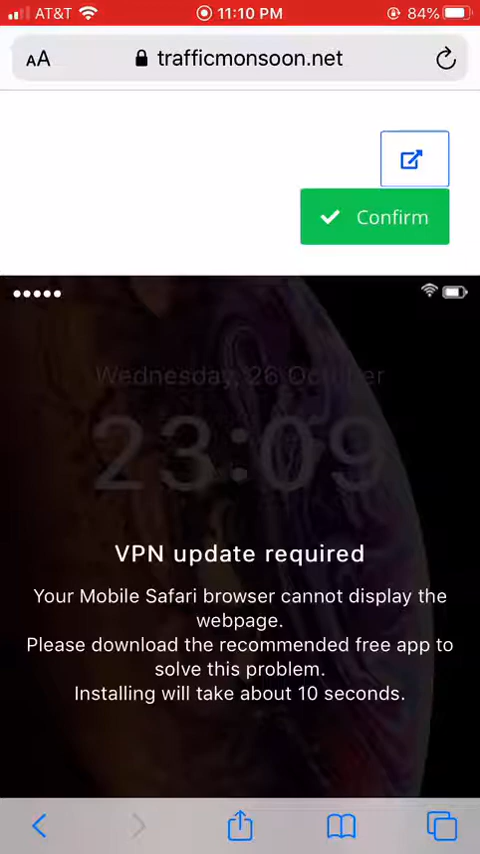 AT&T 11:10 PM 84%
AA trafficmonsoon.net
Confirm
Wednesday, 26 October
23:09
VPN update required
Your Mobile Safari browser cannot display the
webpage.
Please download the recommended free app to
solve this problem.
Installing will take about 10 seconds.